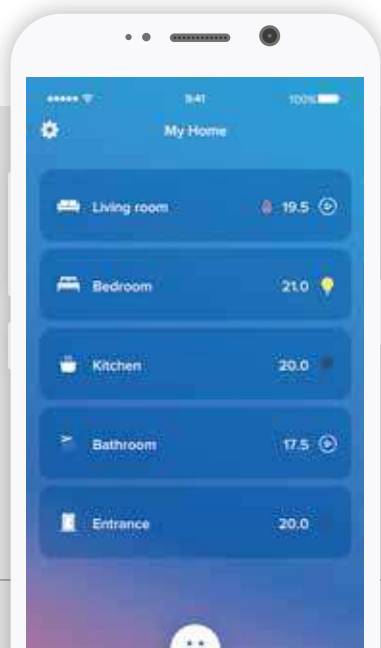 9:41 100%
My Home
Living room 19.5
Bedroom 21.0
Kitchen 20.0
Bathroom 17.5
Entrance 20.0